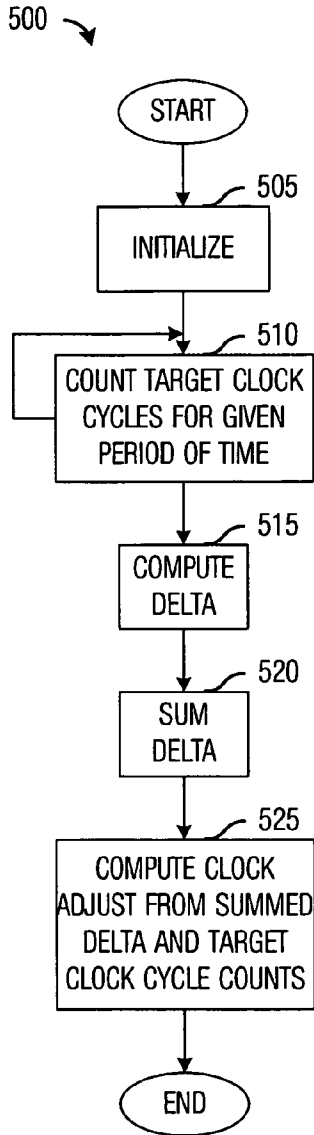 500
START
505
INITIALIZE
510
COUNT TARGET CLOCK
CYCLES FOR GIVEN
PERIOD OF TIME
515
COMPUTE
DELTA
520
SUM
DELTA
525
COMPUTE CLOCK
ADJUST FROM SUMMED
DELTA AND TARGET
CLOCK CYCLE COUNTS
END